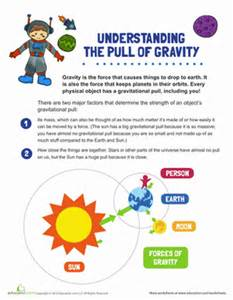 UNDERSTANDING
THE PULL OF GRAVITY
Gravity is the force that causes things to drop to earth. It is
also the force that keeps planets in their orbits. Every
physical object has a gravitational pull, including you!
There are two major factors that determine the strength of an object's
gravitational pull:
1
Its mass, which can also be thought of as how much matter it's made of or how easily it
can be moved by a force. (The sun has a big gravitational pull because it is so massive,
you have almost no gravitational pull because you are so small and not made up of as
much stuff compared to the Earth and Sun.)
2
How close the things are together. Stars in other parts of the universe have almost no pull
on us, but the Sun has a huge pull because it is close.
PERSON
EARTH
MOON
FORCES OF
GRAVITY
SUN